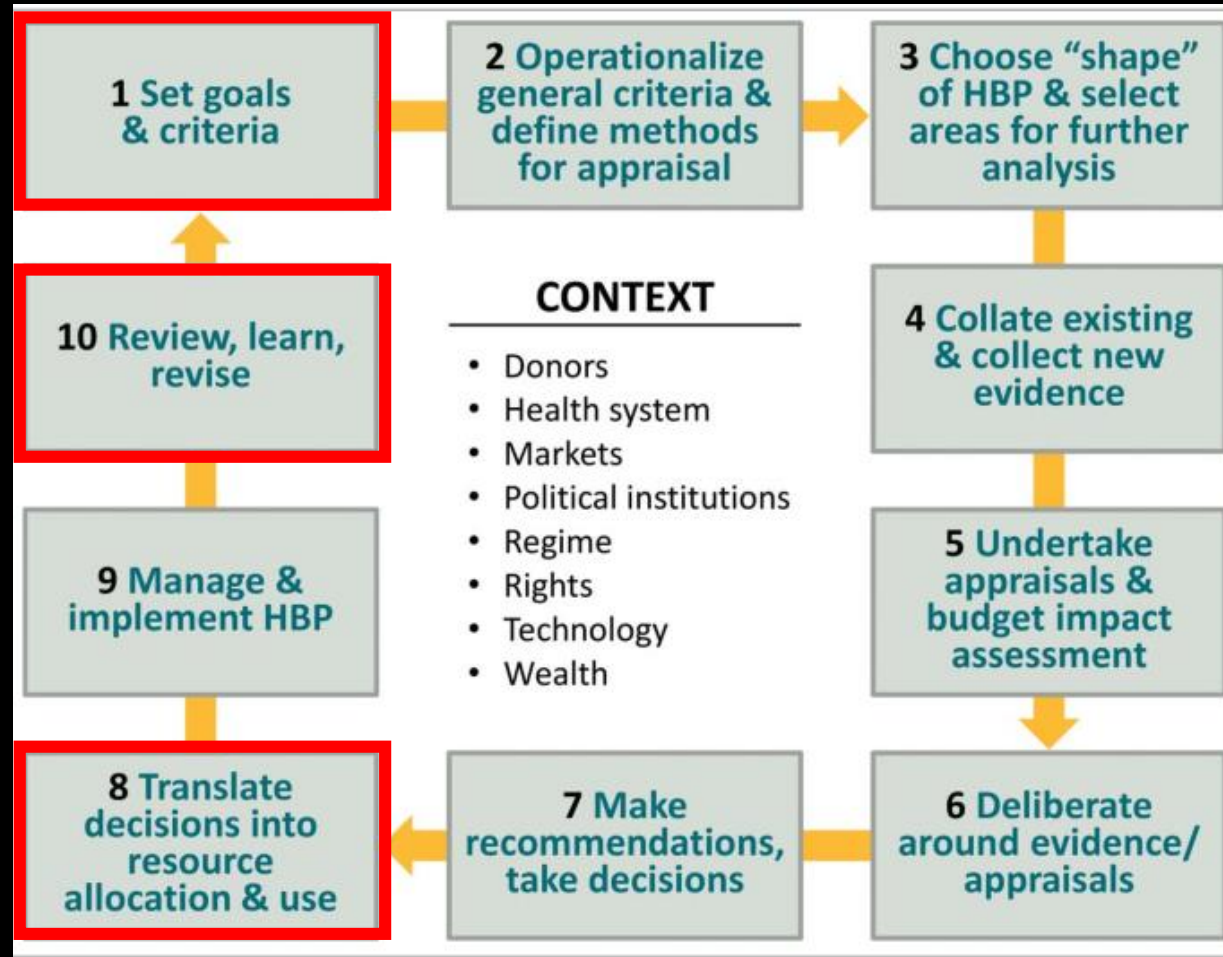 1 Set goals
& criteria
2 Operationalize
general criteria &
define methods
for appraisal
3 Choose “shape”
of HBP & select
areas for further
analysis
10 Review, learn,
revise
CONTEXT
• Donors
• Health system
• Markets
• Political institutions
• Regime
• Rights
• Technology
• Wealth
4 Collate existing
& collect new
evidence
9 Manage &
implement HBP
5 Undertake
appraisals &
budget impact
assessment
8 Translate
decisions into
resource
allocation & use
7 Make
recommendations,
take decisions
6 Deliberate
around evidence/
appraisals